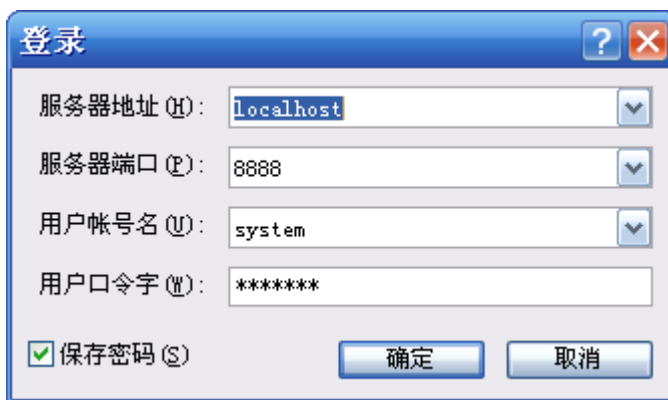 登录
服务器地址(H): localhost
服务器端口(P): 8888
用户帐号名(U): system
用户口令字(W): *******
保存密码(S) 确定 取消